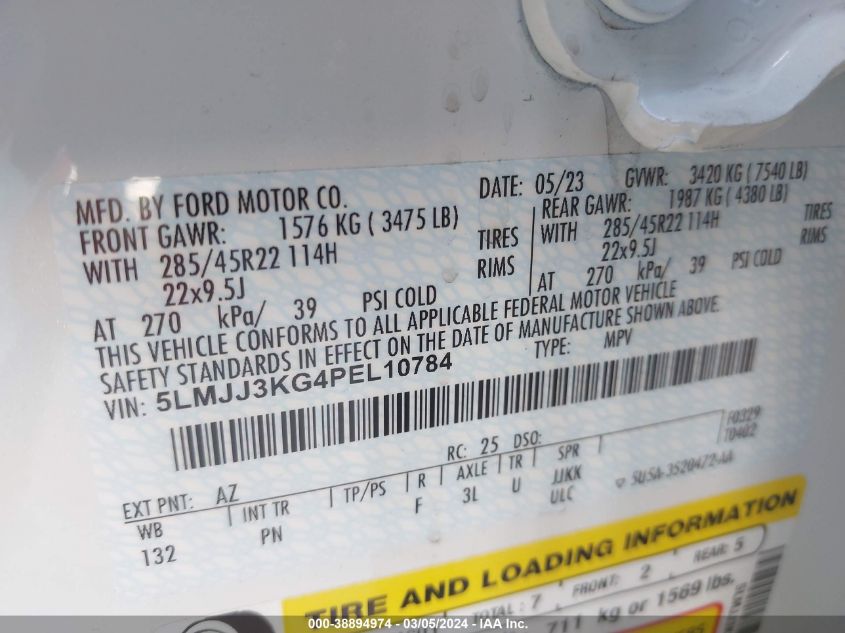 MFD. BY FORD MOTOR CO. DATE: 05/23 GVWR: 3420 KG ( 7540 LB)
FRONT GAWR: 1576 KG ( 3475 LB) REAR GAWR: 1987 KG ( 4380 LB)
WITH 285/45R22 114H TIRES WITH 285/45R22 114H TIRES
22x9.5J RIMS 22x9.5J RIMS
AT 270 kPa/ 39 PSI COLD AT 270 kPa/ 39 PSI COLD
THIS VEHICLE CONFORMS TO ALL APPLICABLE FEDERAL MOTOR VEHICLE
SAFETY STANDARDS IN EFFECT ON THE DATE OF MANUFACTURE SHOWN ABOVE.
VIN: 5LMJJ3KG4PEL10784 TYPE: MPV
F0329
T0402
EXT PNT: AZ RC: 25 DSO:
WB INT TR TP/PS R AXLE TR SPR
132 PN F 3L U JJKK
ULC
5U5A-3520472-AA
TIRE AND LOADING INFORMATION
TOTAL: 7 FRONT: 2 REAR: 5
711 kg or 1569 lbs.
000-38894974 - 03/05/2024 - IAA Inc.